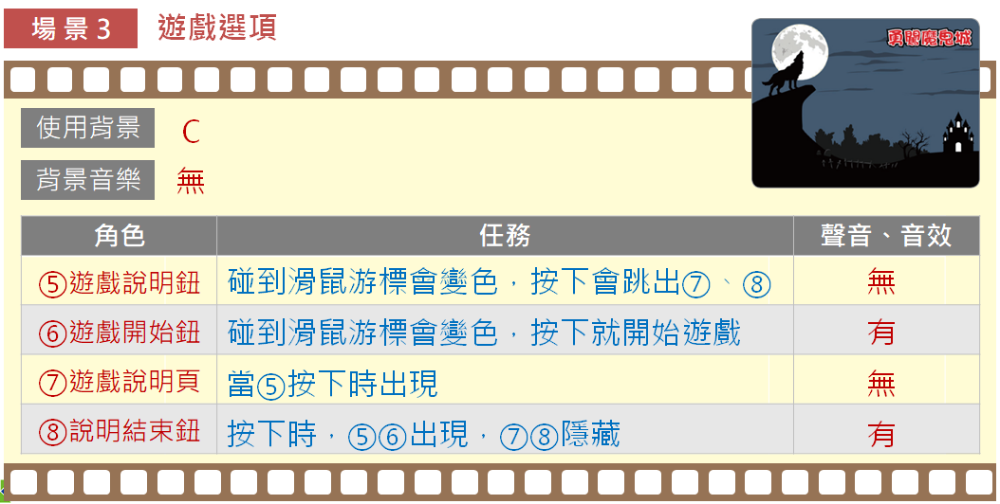 場景3 遊戲選項
勇闖魔鬼城
使用背景 C
背景音樂 無
角色 任務 聲音、音效
⑤遊戲說明鈕 碰到滑鼠游標會變色，按下會跳出⑦、⑧ 無
⑥遊戲開始鈕 碰到滑鼠游標會變色，按下就開始遊戲 有
⑦遊戲說明頁 當⑤按下時出現 無
⑧說明結束鈕 按下時，⑤⑥出現，⑦⑧隱藏 有